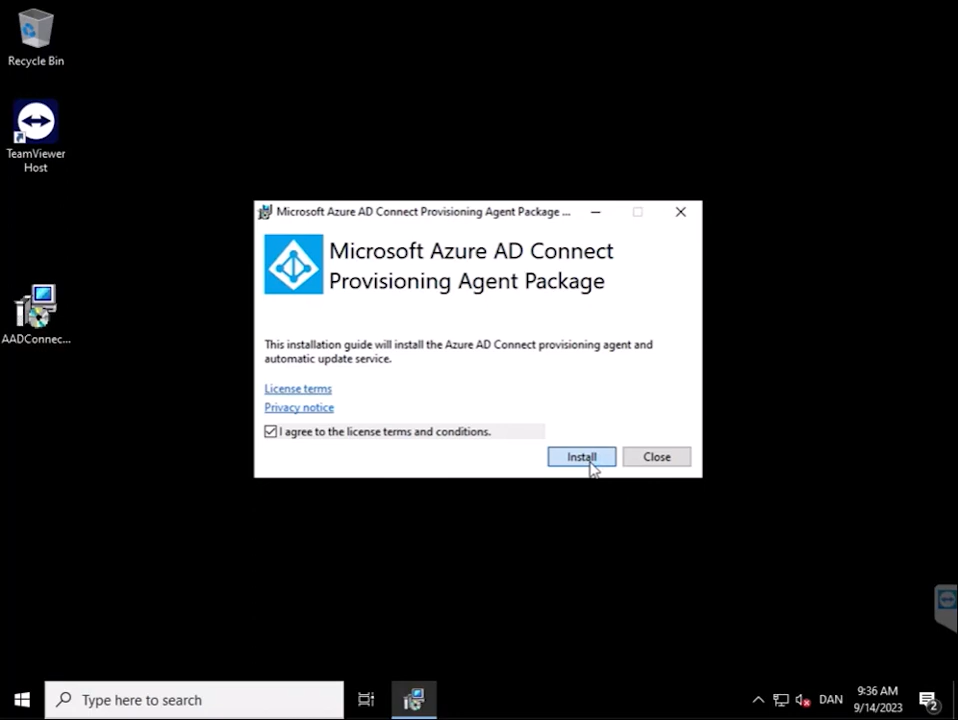 Recycle Bin
TeamViewer
Host
AADConnec...
Microsoft Azure AD Connect Provisioning Agent Package ...
Microsoft Azure AD Connect
Provisioning Agent Package
This installation guide will install the Azure AD Connect provisioning agent and
automatic update service.
License terms
Privacy notice
I agree to the license terms and conditions.
Install
Close
Type here to search
DAN
9:36 AM
9/14/2023
2